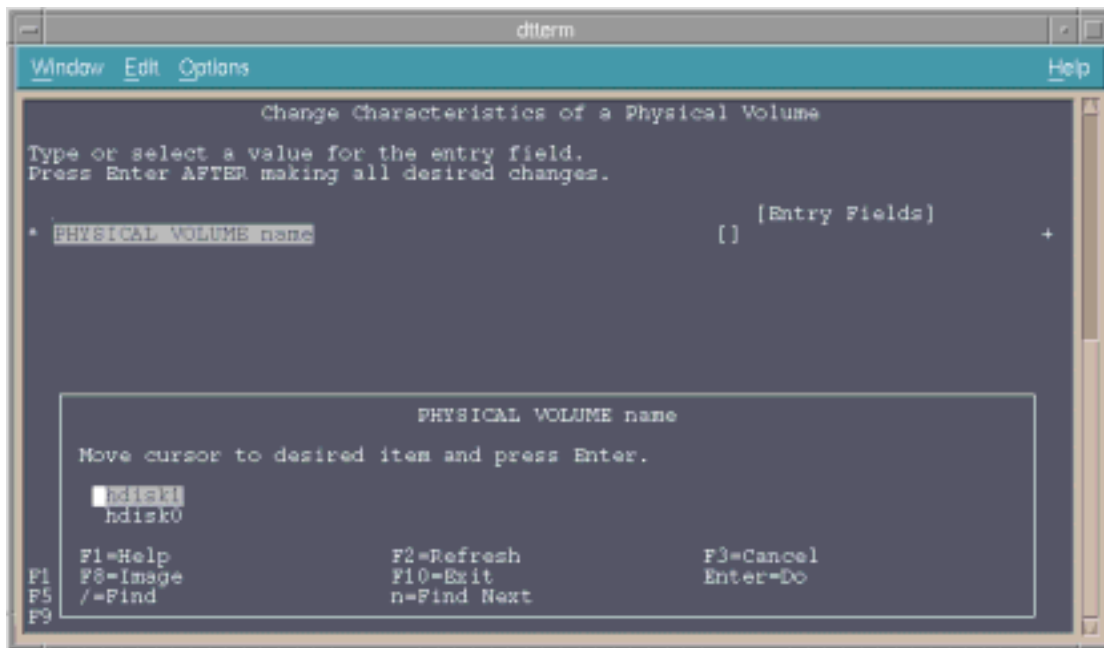 dtterm
Window Edit Options Help
Change Characteristics of a Physical Volume
Type or select a value for the entry field.
Press Enter AFTER making all desired changes.
[Entry Fields]
* PHYSICAL VOLUME name [] +
PHYSICAL VOLUME name
Move cursor to desired item and press Enter.
hdisk1
hdisk0
F1=Help F2=Refresh F3=Cancel
F1 F8=Image F10=Exit Enter=Do
F5 /=Find n=Find Next
F9